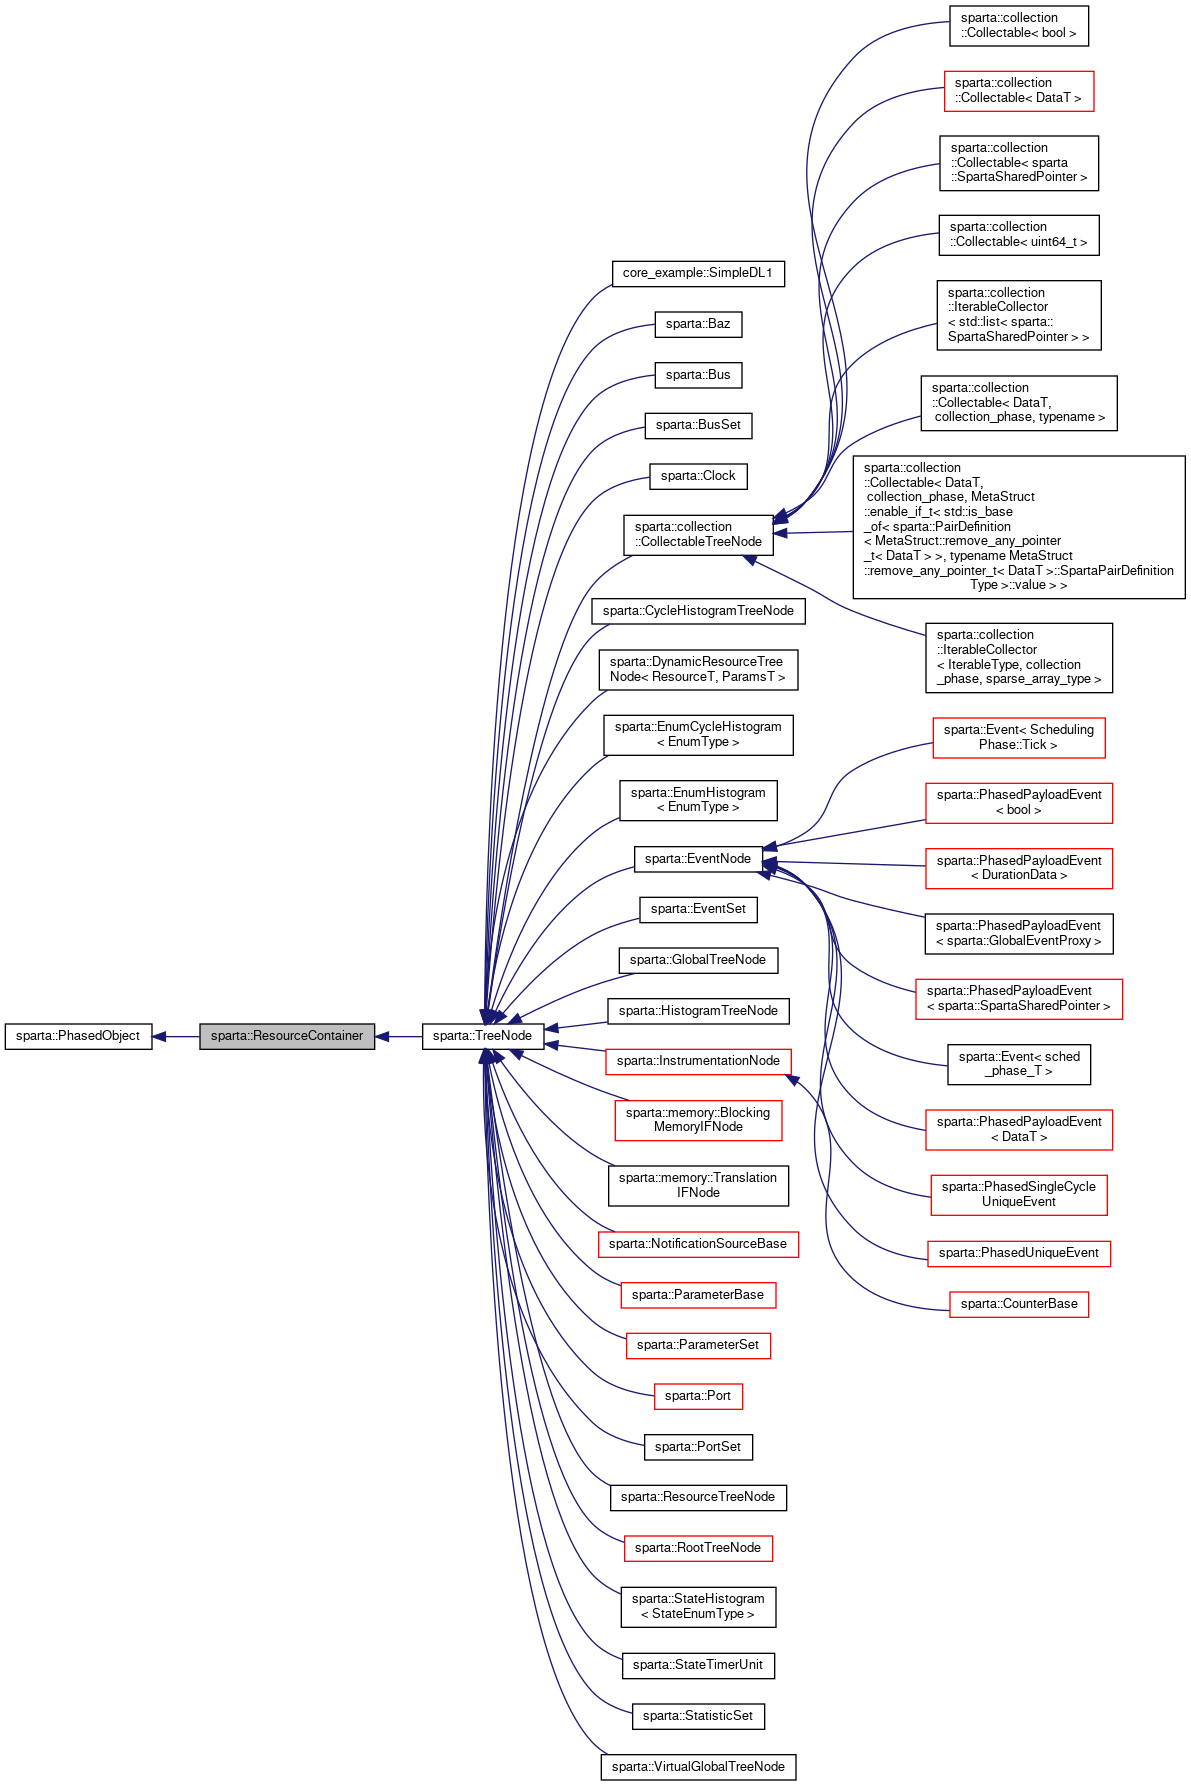 sparta::PhasedObject
sparta::ResourceContainer
sparta::TreeNode
core_example::SimpleDL1
sparta::Baz
sparta::Bus
sparta::BusSet
sparta::Clock
sparta::collection
::CollectableTreeNode
sparta::CycleHistogramTreeNode
sparta::DynamicResourceTree
Node< ResourceT, ParamsT >
sparta::EnumCycleHistogram
< EnumType >
sparta::EnumHistogram
< EnumType >
sparta::EventNode
sparta::EventSet
sparta::GlobalTreeNode
sparta::HistogramTreeNode
sparta::InstrumentationNode
sparta::memory::Blocking
MemoryIFNode
sparta::memory::Translation
IFNode
sparta::NotificationSourceBase
sparta::ParameterBase
sparta::ParameterSet
sparta::Port
sparta::PortSet
sparta::ResourceTreeNode
sparta::RootTreeNode
sparta::StateHistogram
< StateEnumType >
sparta::StateTimerUnit
sparta::StatisticSet
sparta::VirtualGlobalTreeNode
sparta::collection
::Collectable< bool >
sparta::collection
::Collectable< DataT >
sparta::collection
::Collectable< sparta
::SpartaSharedPointer >
sparta::collection
::Collectable< uint64_t >
sparta::collection
::IterableCollector
< std::list< sparta::
SpartaSharedPointer > >
sparta::collection
::Collectable< DataT,
collection_phase, typename >
sparta::collection
::Collectable< DataT,
collection_phase, MetaStruct
::enable_if_t< std::is_base
_of< sparta::PairDefinition
< MetaStruct::remove_any_pointer
_t< DataT > >, typename MetaStruct
::remove_any_pointer_t< DataT >::SpartaPairDefinition
Type >::value > >
sparta::collection
::IterableCollector
< IterableType, collection
_phase, sparse_array_type >
sparta::Event< Scheduling
Phase::Tick >
sparta::PhasedPayloadEvent
< bool >
sparta::PhasedPayloadEvent
< DurationData >
sparta::PhasedPayloadEvent
< sparta::GlobalEventProxy >
sparta::PhasedPayloadEvent
< sparta::SpartaSharedPointer >
sparta::Event< sched
_phase_T >
sparta::PhasedPayloadEvent
< DataT >
sparta::PhasedSingleCycle
UniqueEvent
sparta::PhasedUniqueEvent
sparta::CounterBase